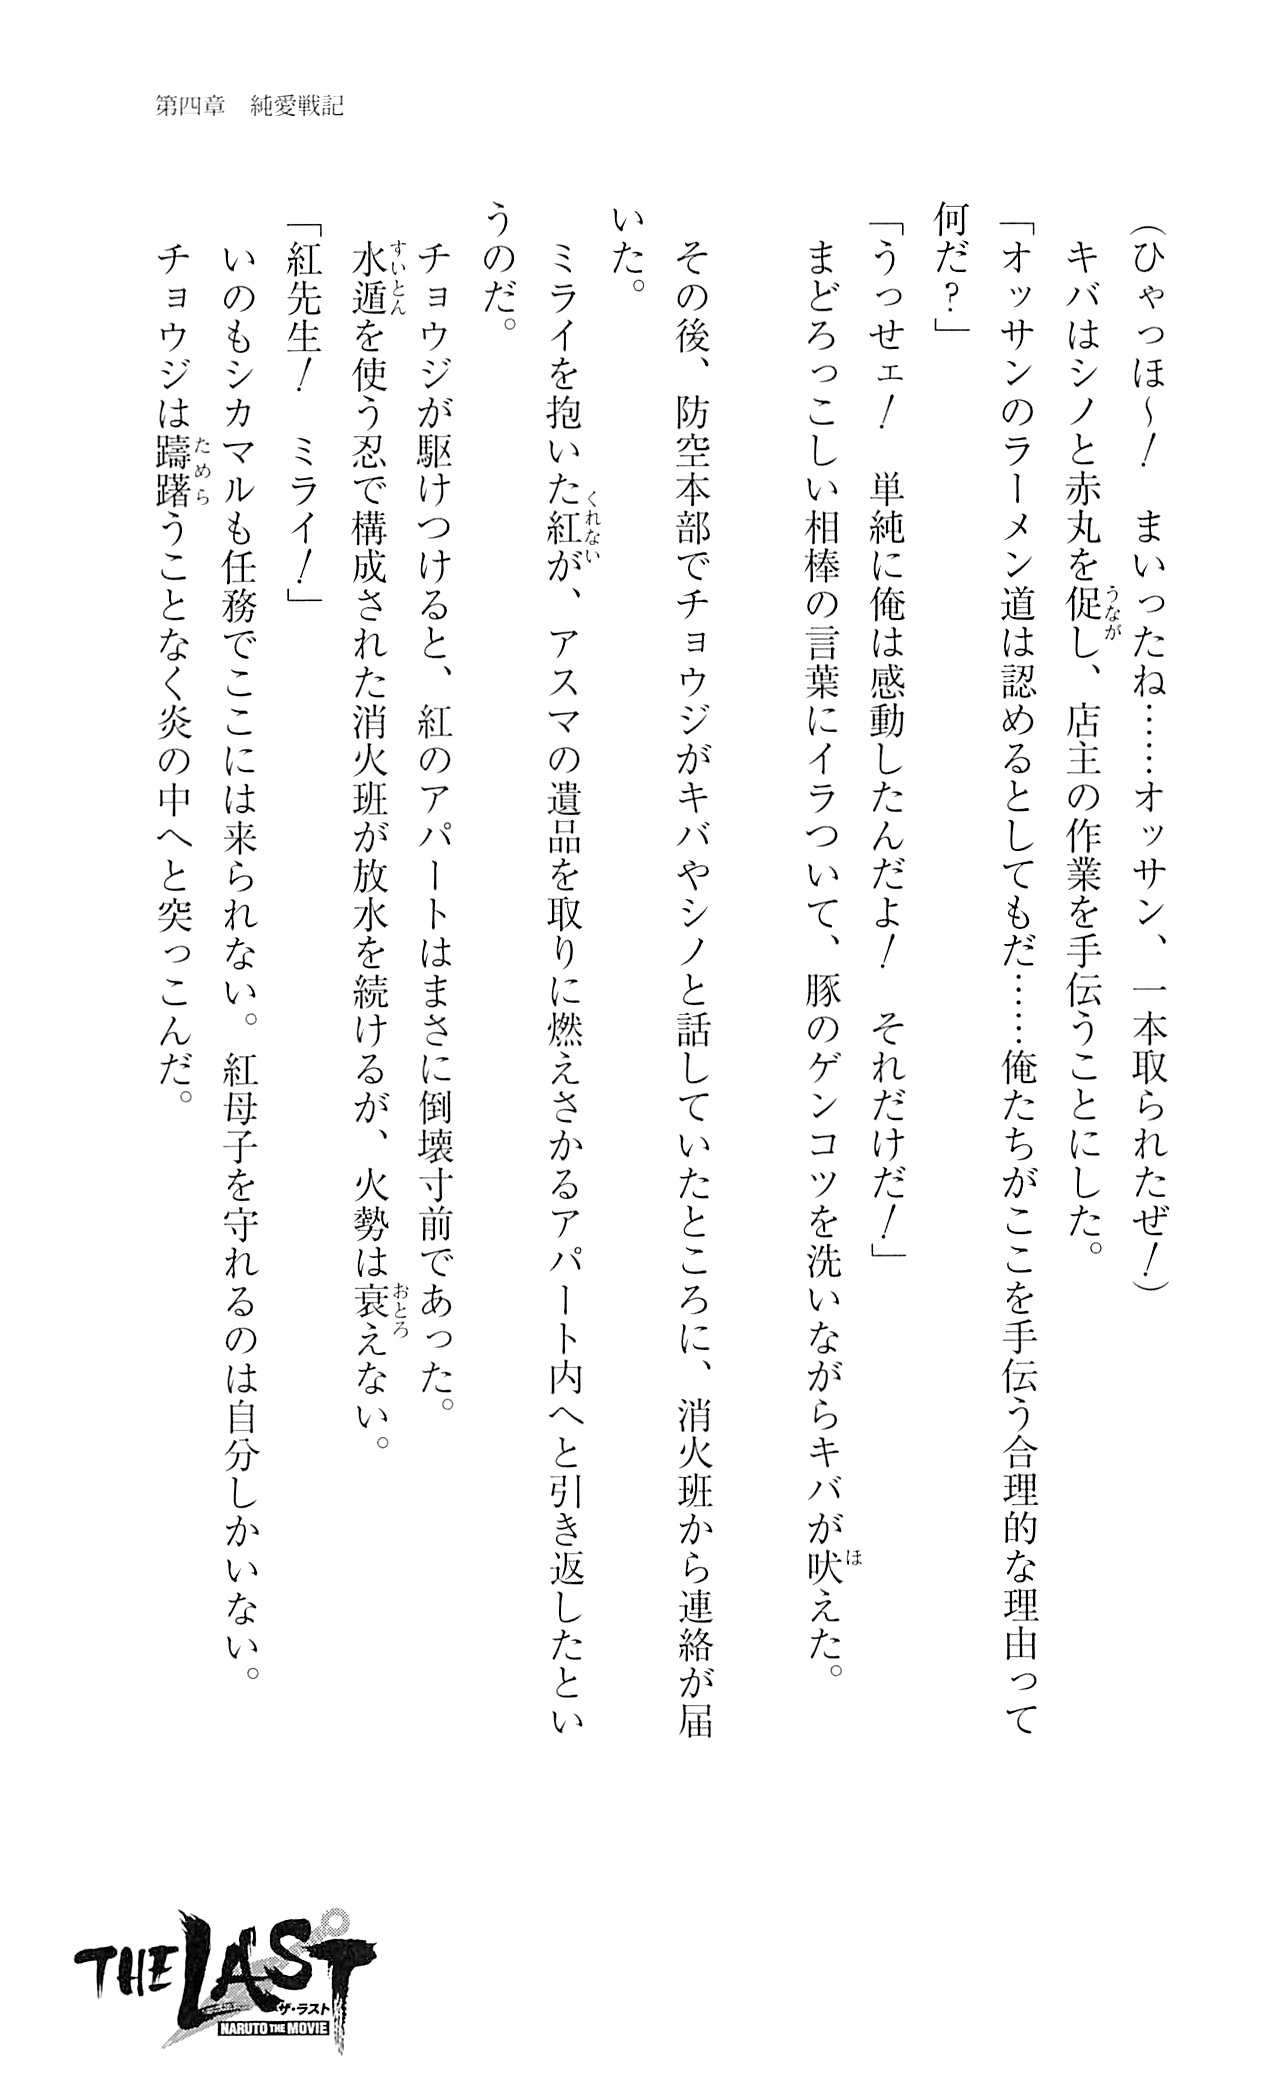 第四章　純愛戦記
（ひゃっほ～！　まいったね……オッサン、一本取られたぜ！）
キバはシノと赤丸を促し、店主の作業を手伝うことにした。
「オッサンのラーメン道は認めるとしてもだ……俺たちがここを手伝う合理的な理由って
何だ？」
「うっせェ！　単純に俺は感動したんだよ！　それだけだ！」
まどろっこしい相棒の言葉にイラついて、豚のゲンコツを洗いながらキバが吠えた。
その後、防空本部でチョウジがキバやシノと話していたところに、消火班から連絡が届
いた。
ミライを抱いた紅が、アスマの遺品を取りに燃えさかるアパート内へと引き返したとい
うのだ。
チョウジが駆けつけると、紅のアパートはまさに倒壊寸前であった。
水遁を使う忍で構成された消火班が放水を続けるが、火勢は衰えない。
「紅先生！　ミライ！」
いのもシカマルも任務でここには来られない。紅母子を守れるのは自分しかいない。
チョウジは躊躇うことなく炎の中へと突っこんだ。
THE LAST
ザ・ラスト
NARUTO THE MOVIE